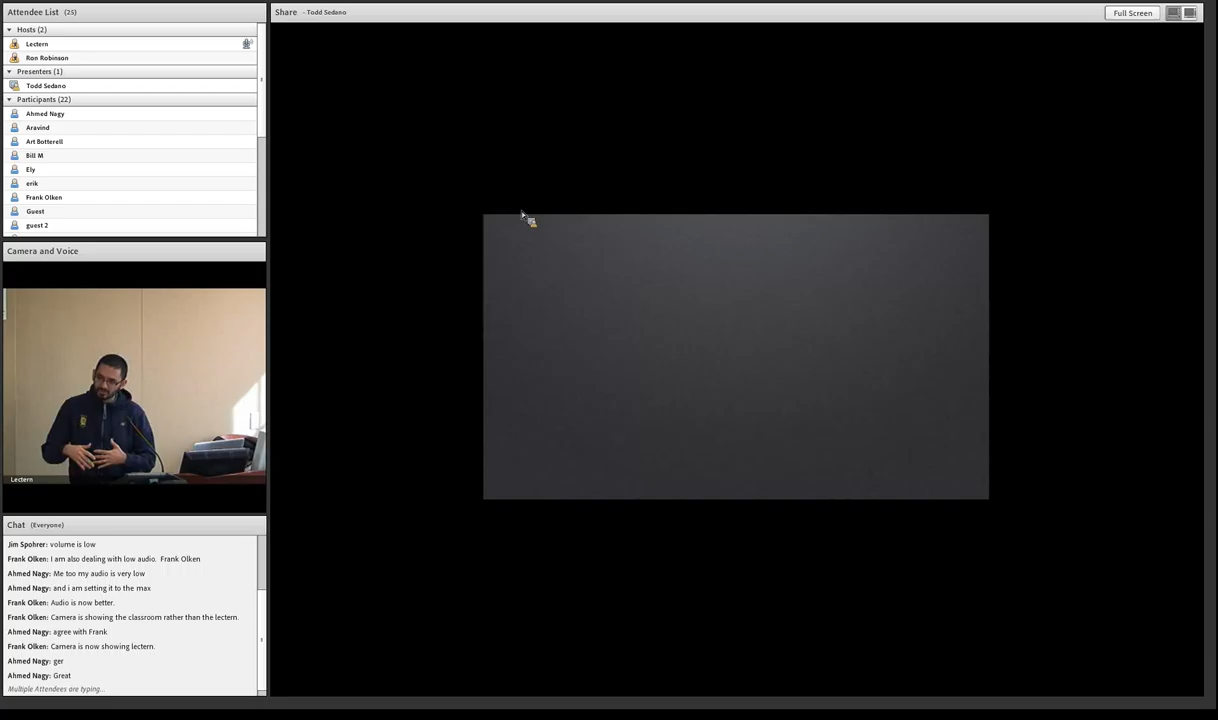 Attendee List (25)
Hosts (2)
Lectern
Ron Robinson
Presenters (1)
Todd Sedano
Participants (22)
Ahmed Nagy
Aravind
Art Botterell
Bill M
Ely
erik
Frank Olken
Guest
guest 2
Camera and Voice
Lectern
Chat (Everyone)
Jim Spohrer: volume is low
Frank Olken: I am also dealing with low audio. Frank Olken
Ahmed Nagy: Me too my audio is very low
Ahmed Nagy: and i am setting it to the max
Frank Olken: Audio is now better.
Frank Olken: Camera is showing the classroom rather than the lectern.
Ahmed Nagy: agree with Frank
Frank Olken: Camera is now showing lectern.
Ahmed Nagy: ger
Ahmed Nagy: Great
Multiple Attendees are typing...
Share - Todd Sedano
Full Screen